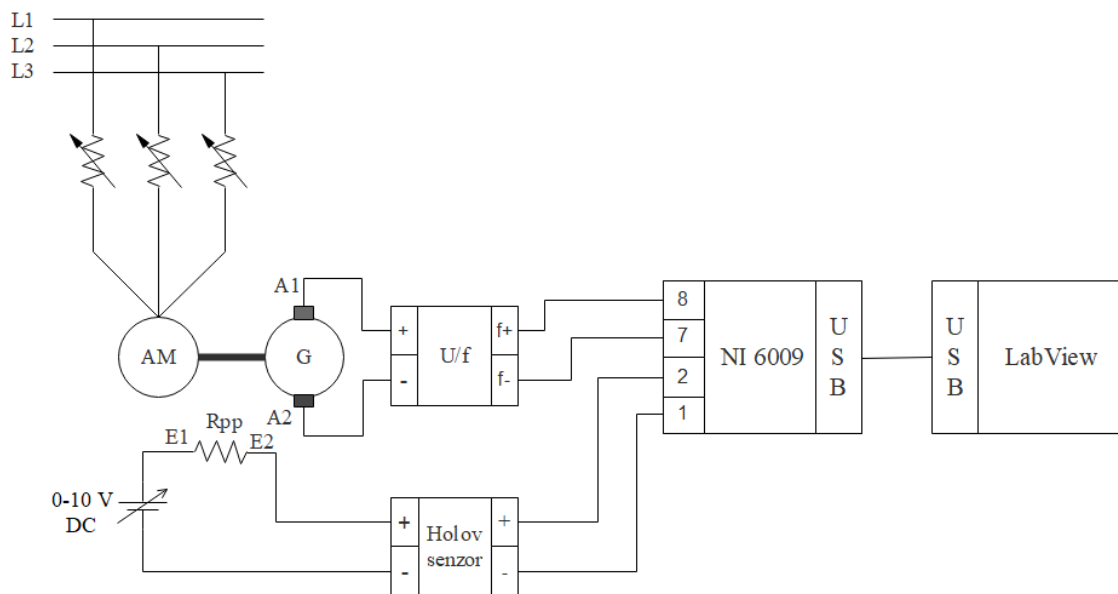 L1
L2
L3
A1
AM
G
A2
+
-
U/f
f+
f-
8
7
2
1
NI 6009
U
S
B
U
S
B
LabView
Rpp
E1
E2
0-10 V
DC
+
-
Holov
senzor
+
-